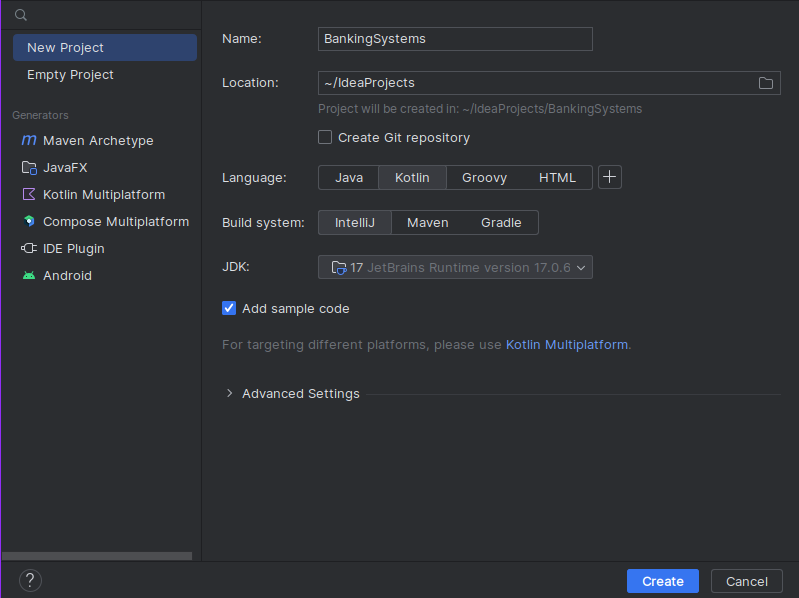 New Project
Empty Project
Generators
Maven Archetype
JavaFX
Kotlin Multiplatform
Compose Multiplatform
IDE Plugin
Android
Name: BankingSystems
Location: ~/IdeaProjects
Project will be created in: ~/IdeaProjects/BankingSystems
Create Git repository
Language: Java Kotlin Groovy HTML +
Build system: IntelliJ Maven Gradle
JDK: 17 JetBrains Runtime version 17.0.6
Add sample code
For targeting different platforms, please use Kotlin Multiplatform.
Advanced Settings
? Create Cancel